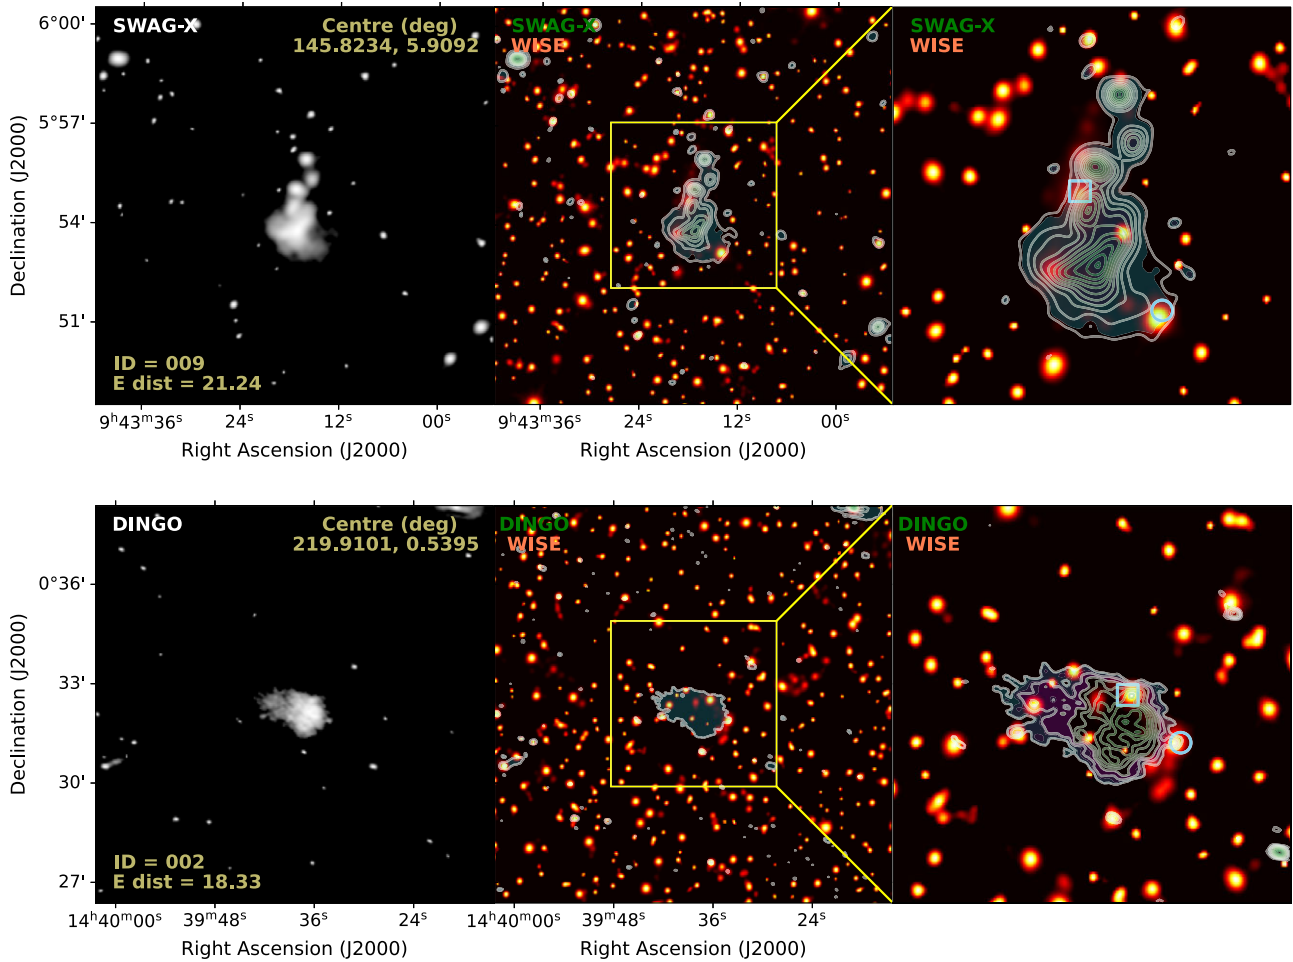 SWAG-X
Centre (deg)
145.8234, 5.9092
ID = 009
E dist = 21.24
SWAG-X
WISE
SWAG-X
WISE
6°00'
5°57'
54'
51'
Declination (J2000)
9ʰ43ᵐ36ˢ
24ˢ
12ˢ
00ˢ
Right Ascension (J2000)
9ʰ43ᵐ36ˢ
24ˢ
12ˢ
00ˢ
Right Ascension (J2000)
DINGO
Centre (deg)
219.9101, 0.5395
ID = 002
E dist = 18.33
DINGO
WISE
DINGO
WISE
0°36'
33'
30'
27'
Declination (J2000)
14ʰ40ᵐ00ˢ
39ᵐ48ˢ
36ˢ
24ˢ
Right Ascension (J2000)
14ʰ40ᵐ00ˢ
39ᵐ48ˢ
36ˢ
24ˢ
Right Ascension (J2000)